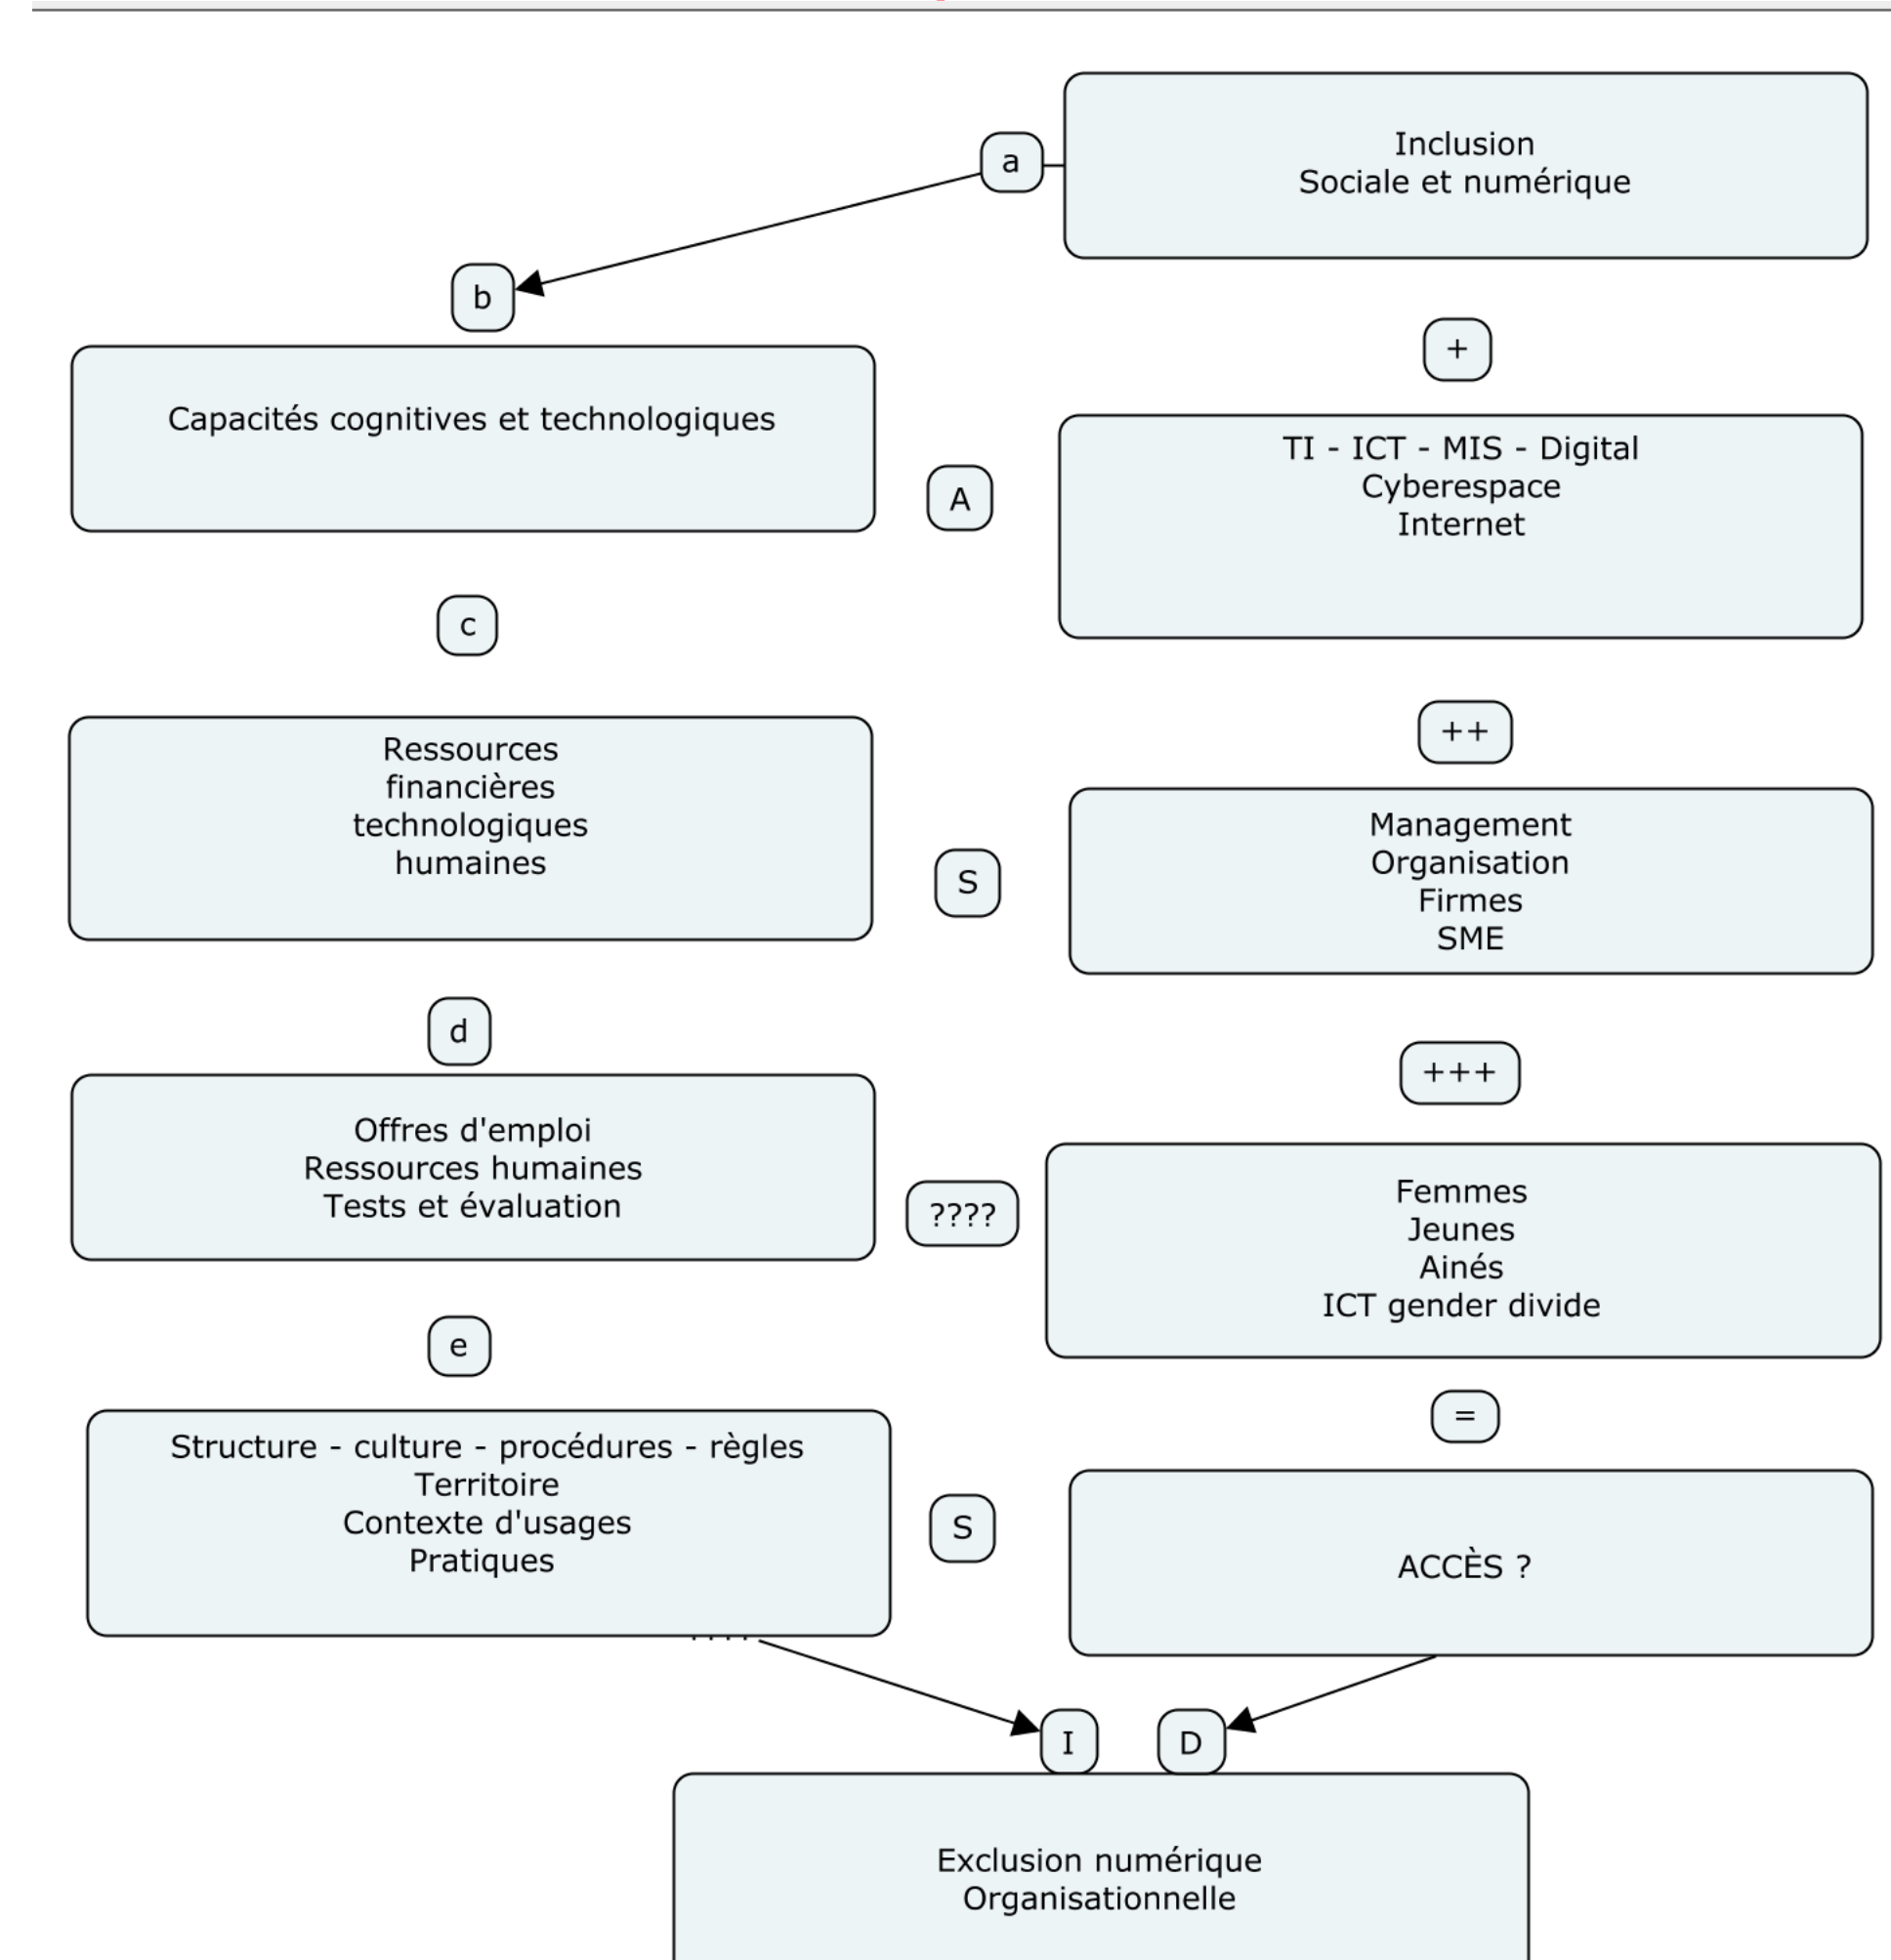 a
Inclusion
Sociale et numérique
b
+
Capacités cognitives et technologiques
A
TI - ICT - MIS - Digital
Cyberespace
Internet
c
++
Ressources
financières
technologiques
humaines
S
Management
Organisation
Firmes
SME
d
+++
Offres d'emploi
Ressources humaines
Tests et évaluation
????
Femmes
Jeunes
Ainés
ICT gender divide
e
=
Structure - culture - procédures - règles
Territoire
Contexte d'usages
Pratiques
S
ACCÈS ?
I
D
Exclusion numérique
Organisationnelle